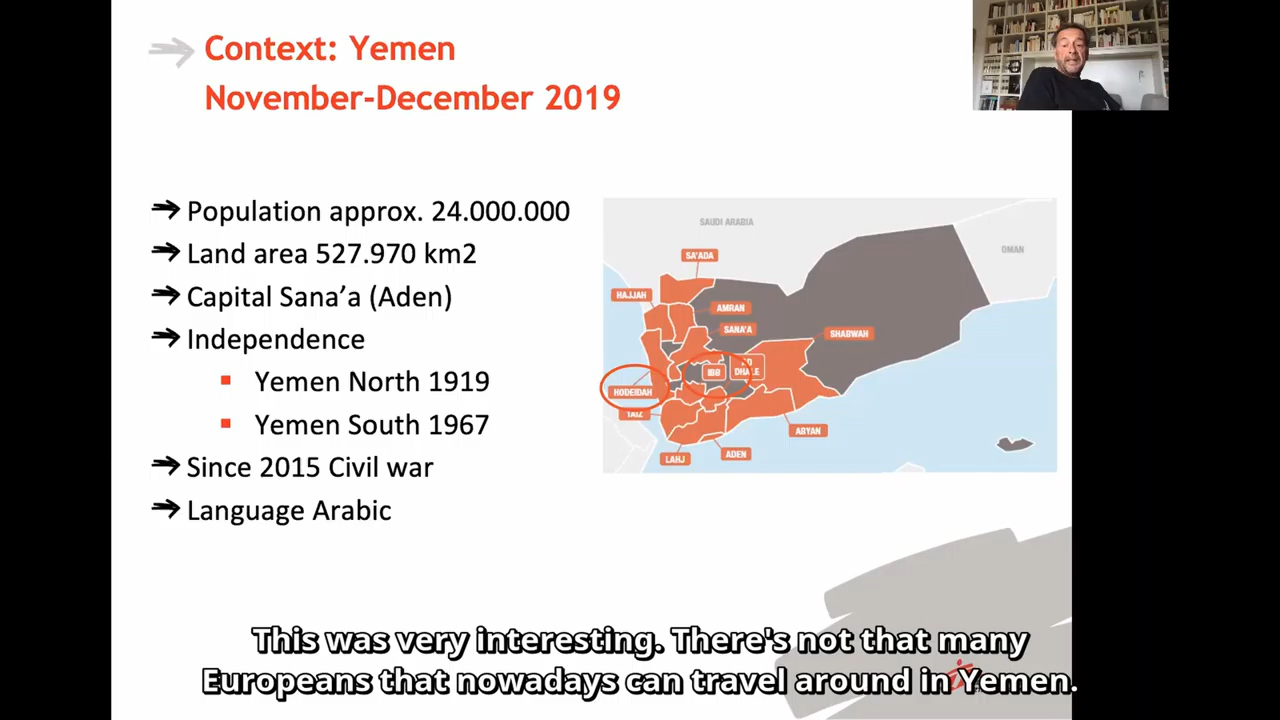 Context: Yemen
November-December 2019
Population approx. 24.000.000
Land area 527.970 km2
Capital Sana’a (Aden)
Independence
Yemen North 1919
Yemen South 1967
Since 2015 Civil war
Language Arabic
SAUDI ARABIA
OMAN
SA'ADA
HAJJAH
AMRAN
SANA'A
SHABWAH
IBB
DHALE
HODEIDAH
TAIZ
ABYAN
ADEN
LAHJ
This was very interesting. There's not that many
Europeans that nowadays can travel around in Yemen.